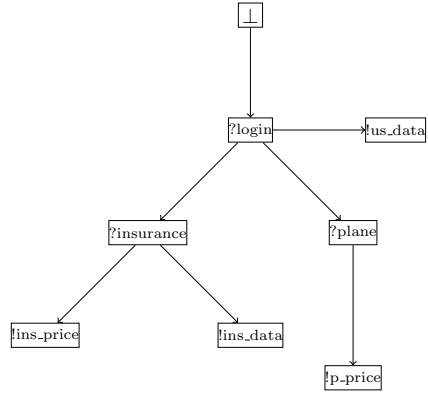 ⊥
?login
!us_data
?insurance
?plane
!ins_price
!ins_data
!p_price